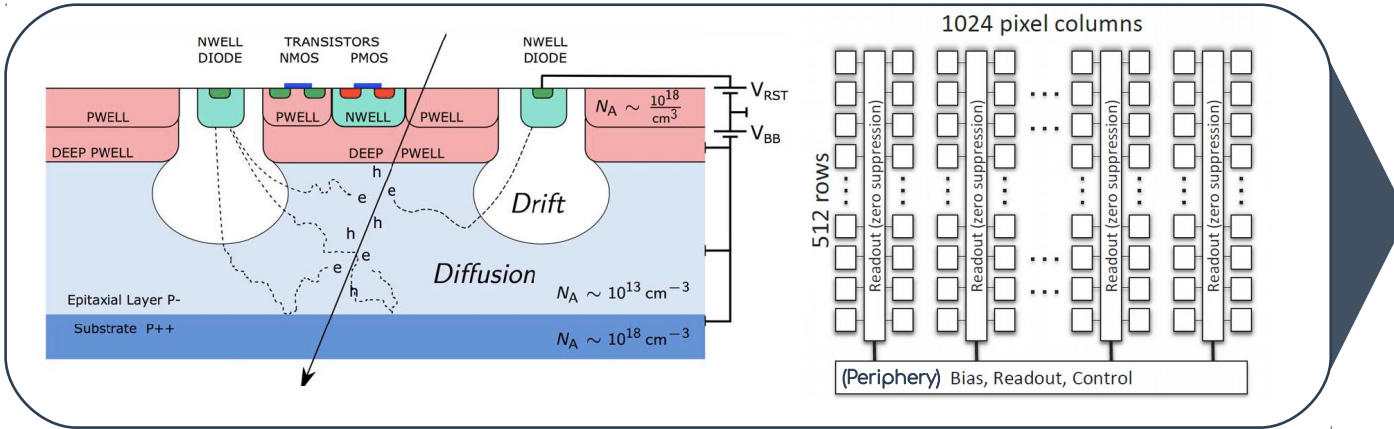 NWELL
DIODE
TRANSISTORS
NMOS PMOS
NWELL
DIODE
V_RST
V_BB
PWELL
PWELL
NWELL
PWELL
N_A ∼ 10^18/cm^3
DEEP PWELL
DEEP PWELL
h
e
e
h
h
e
e
h
Drift
Diffusion
Epitaxial Layer P-
N_A ∼ 10^13 cm^−3
Substrate P++
N_A ∼ 10^18 cm^−3
1024 pixel columns
512 rows
Readout (zero suppression)
Readout (zero suppression)
Readout (zero suppression)
Readout (zero suppression)
(Periphery) Bias, Readout, Control